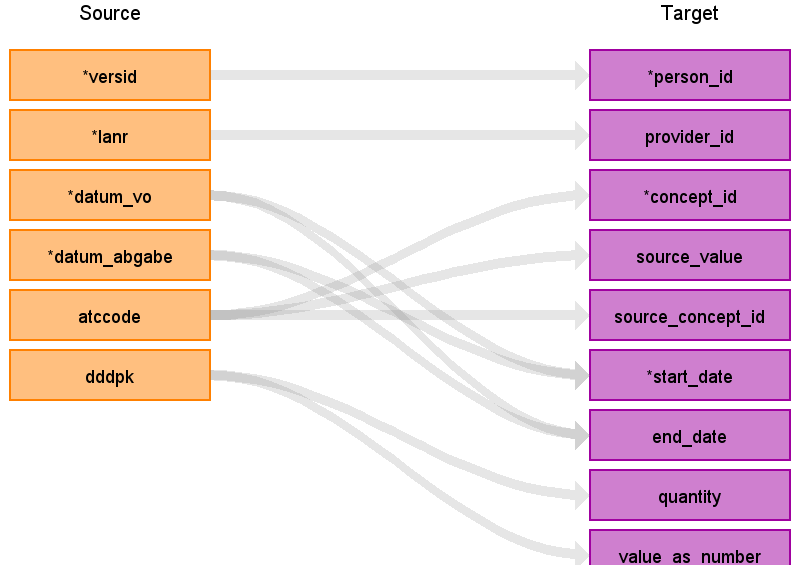 Source
Target
*versid
*person_id
*lanr
provider_id
*datum_vo
*concept_id
*datum_abgabe
source_value
atccode
source_concept_id
dddpk
*start_date
end_date
quantity
value_as_number